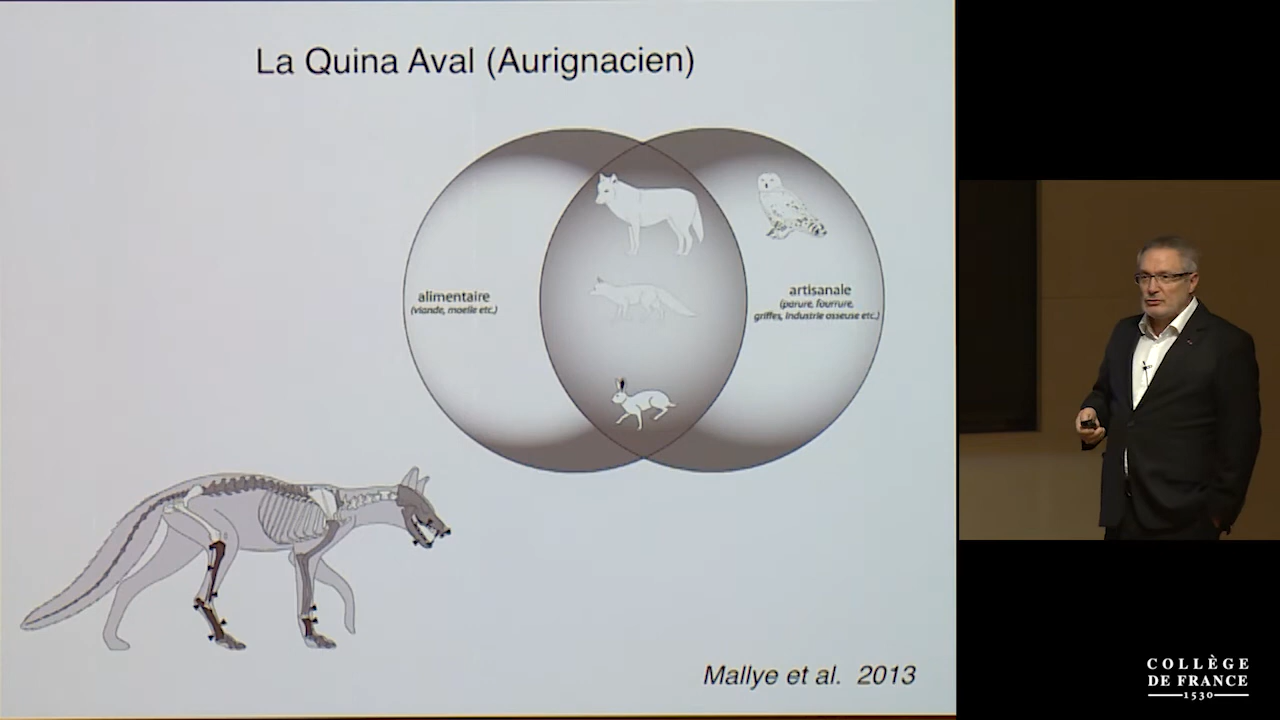 La Quina Aval (Aurignacien)
alimentaire
(viande, moelle etc.)
artisanale
(parure, fourrure,
griffes, industrie osseuse etc.)
Mallye et al. 2013
COLLÈGE
DE FRANCE
1530